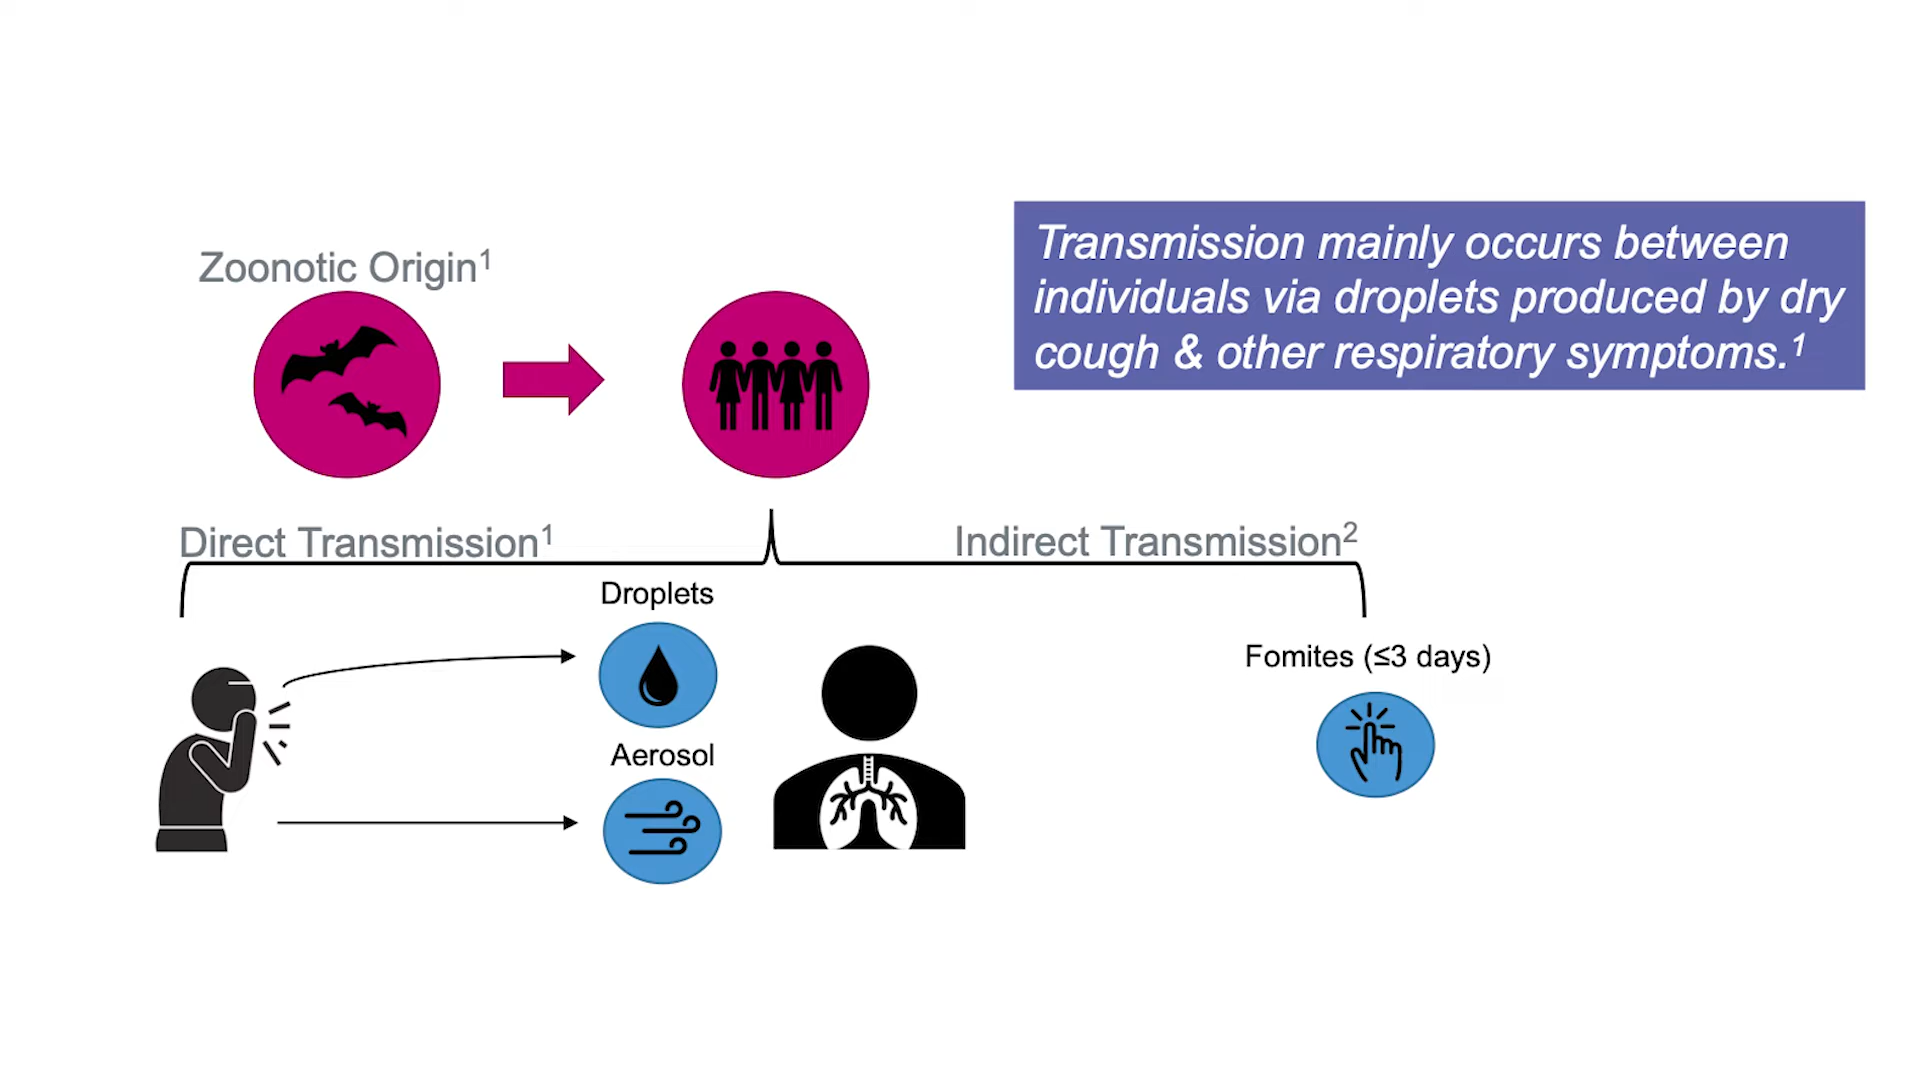 Zoonotic Origin¹
Transmission mainly occurs between
individuals via droplets produced by dry
cough & other respiratory symptoms.¹
Direct Transmission¹
Indirect Transmission²
Droplets
Aerosol
Fomites (≤3 days)